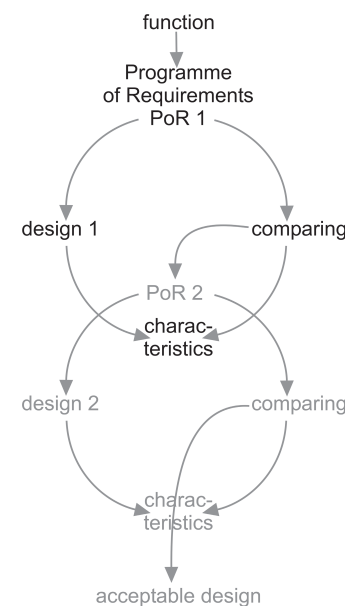 function
Programme
of Requirements
PoR 1
design 1
comparing
PoR 2
charac-
teristics
design 2
comparing
charac-
teristics
acceptable design